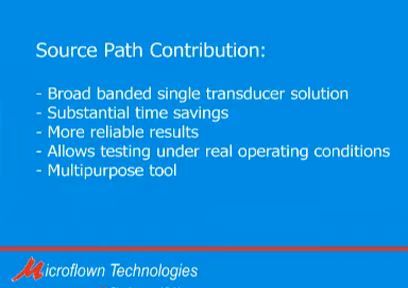 Source Path Contribution:
- Broad banded single transducer solution
- Substantial time savings
- More reliable results
- Allows testing under real operating conditions
- Multipurpose tool
Microflown Technologies